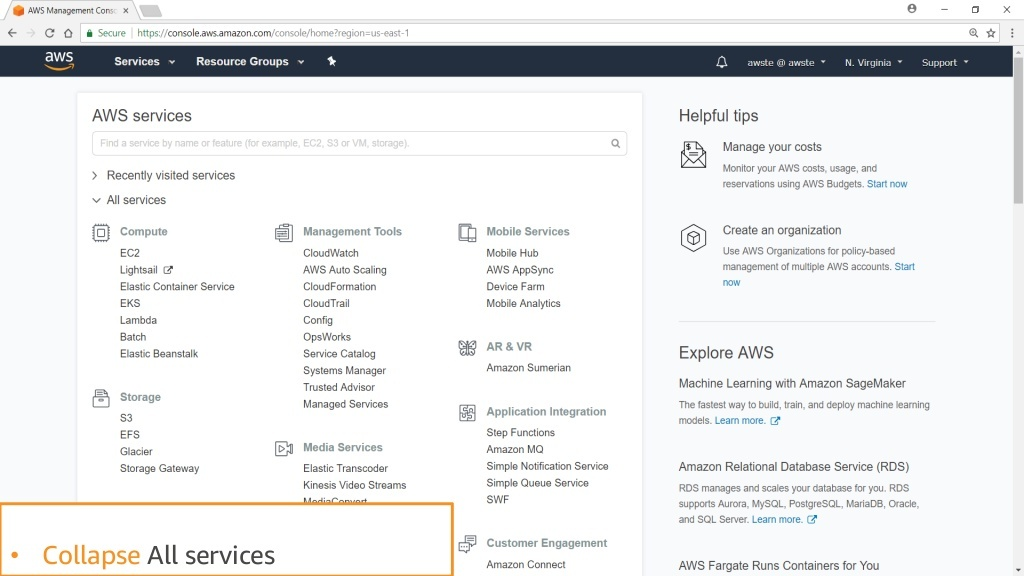 AWS Management Conso
Secure https://console.aws.amazon.com/console/home?region=us-east-1
aws Services Resource Groups awste @ awste N. Virginia Support
AWS services
Find a service by name or feature (for example, EC2, S3 or VM, storage).
Recently visited services
All services
Compute
EC2
Lightsail
Elastic Container Service
EKS
Lambda
Batch
Elastic Beanstalk
Storage
S3
EFS
Glacier
Storage Gateway
Management Tools
CloudWatch
AWS Auto Scaling
CloudFormation
CloudTrail
Config
OpsWorks
Service Catalog
Systems Manager
Trusted Advisor
Managed Services
Media Services
Elastic Transcoder
Kinesis Video Streams
MediaConvert
Mobile Services
Mobile Hub
AWS AppSync
Device Farm
Mobile Analytics
AR & VR
Amazon Sumerian
Application Integration
Step Functions
Amazon MQ
Simple Notification Service
Simple Queue Service
SWF
Customer Engagement
Amazon Connect
Helpful tips
Manage your costs
Monitor your AWS costs, usage, and
reservations using AWS Budgets. Start now
Create an organization
Use AWS Organizations for policy-based
management of multiple AWS accounts. Start
now
Explore AWS
Machine Learning with Amazon SageMaker
The fastest way to build, train, and deploy machine learning
models. Learn more.
Amazon Relational Database Service (RDS)
RDS manages and scales your database for you. RDS
supports Aurora, MySQL, PostgreSQL, MariaDB, Oracle,
and SQL Server. Learn more.
AWS Fargate Runs Containers for You
• Collapse All services